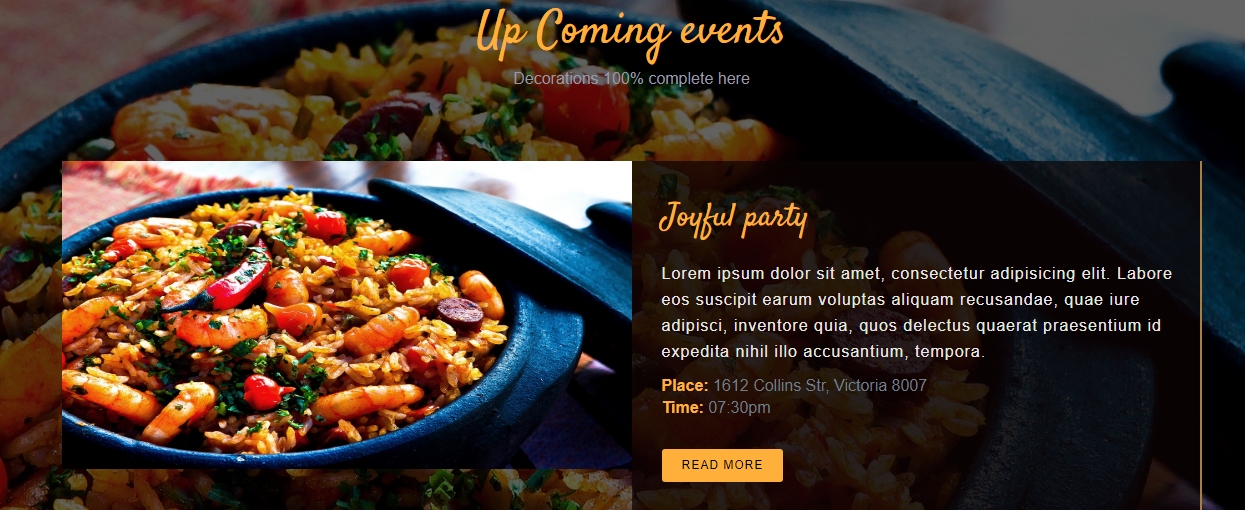 Up Coming events
Decorations 100% complete here
Joyful party
Lorem ipsum dolor sit amet, consectetur adipisicing elit. Labore
eos suscipit earum voluptas aliquam recusandae, quae iure
adipisci, inventore quia, quos delectus quaerat praesentium id
expedita nihil illo accusantium, tempora.
Place: 1612 Collins Str, Victoria 8007
Time: 07:30pm
READ MORE